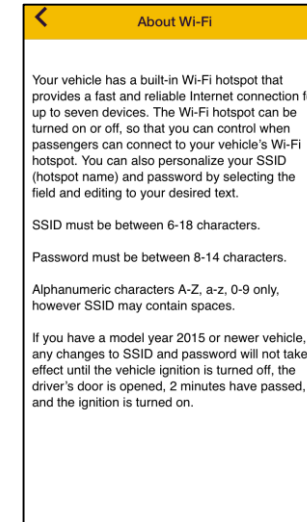 About Wi-Fi
Your vehicle has a built-in Wi-Fi hotspot that
provides a fast and reliable Internet connection f
up to seven devices. The Wi-Fi hotspot can be
turned on or off, so that you can control when
passengers can connect to your vehicle's Wi-Fi
hotspot. You can also personalize your SSID
(hotspot name) and password by selecting the
field and editing to your desired text.
SSID must be between 6-18 characters.
Password must be between 8-14 characters.
Alphanumeric characters A-Z, a-z, 0-9 only,
however SSID may contain spaces.
If you have a model year 2015 or newer vehicle,
any changes to SSID and password will not take
effect until the vehicle ignition is turned off, the
driver's door is opened, 2 minutes have passed,
and the ignition is turned on.